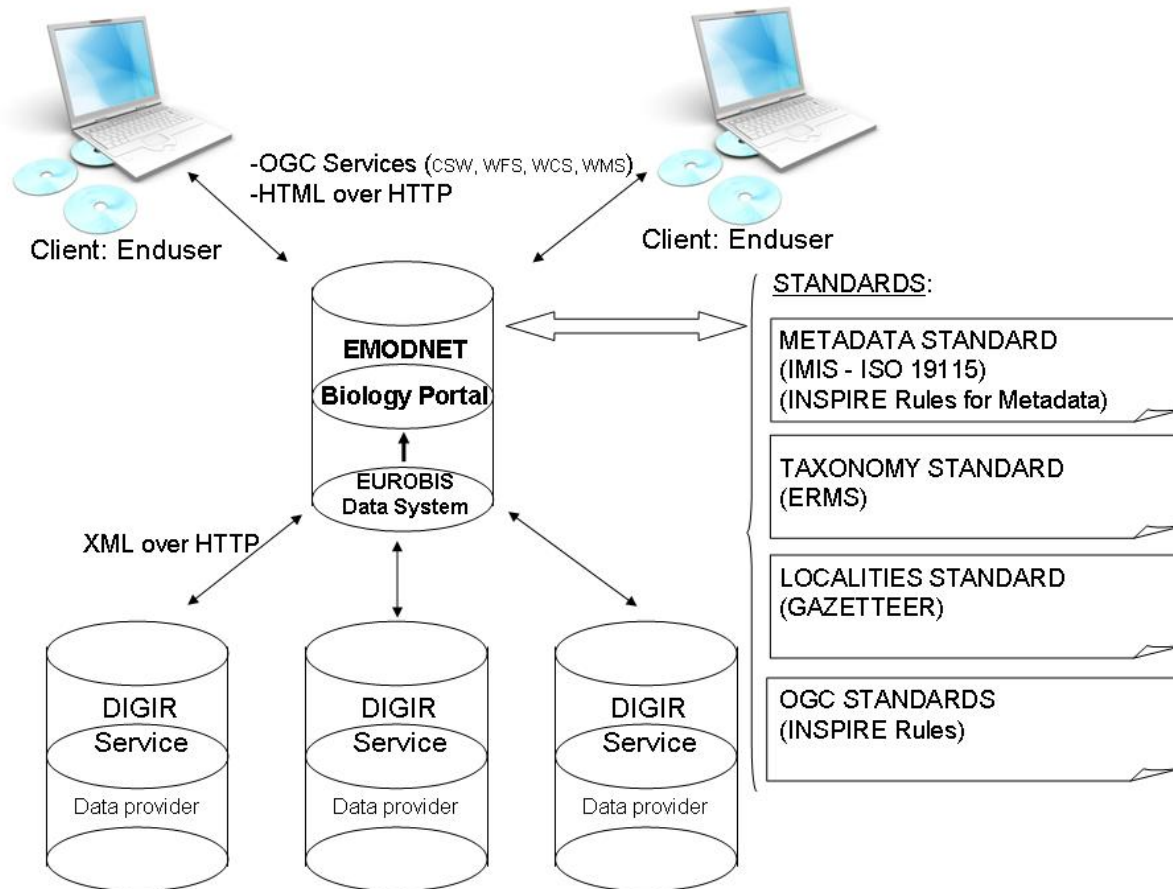 -OGC Services (CSW, WFS, WCS, WMS)
-HTML over HTTP
Client: Enduser
Client: Enduser
EMODNET
Biology Portal
EUROBIS
Data System
XML over HTTP
DIGIR
Service
Data provider
DIGIR
Service
Data provider
DIGIR
Service
Data provider
STANDARDS:
METADATA STANDARD
(IMIS - ISO 19115)
(INSPIRE Rules for Metadata)
TAXONOMY STANDARD
(ERMS)
LOCALITIES STANDARD
(GAZETTEER)
OGC STANDARDS
(INSPIRE Rules)